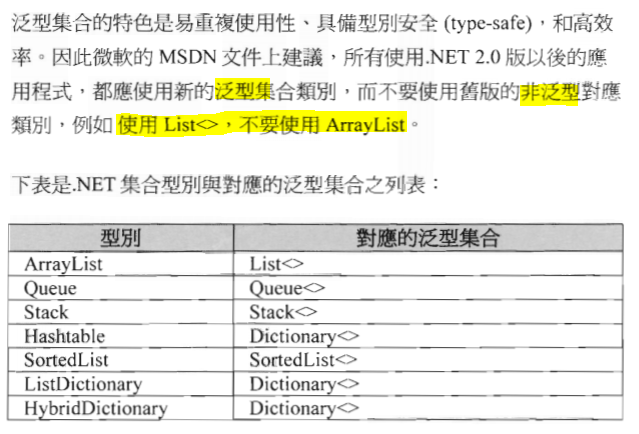 泛型集合的特色是易重複使用性、具備型別安全 (type-safe)，和高效
率。因此微軟的 MSDN 文件上建議，所有使用.NET 2.0 版以後的應
用程式，都應使用新的泛型集合類別，而不要使用舊版的非泛型對應
類別，例如 使用 List<>，不要使用 ArrayList。
下表是.NET 集合型別與對應的泛型集合之列表：
型別 對應的泛型集合
ArrayList List<>
Queue Queue<>
Stack Stack<>
Hashtable Dictionary<>
SortedList SortedList<>
ListDictionary Dictionary<>
HybridDictionary Dictionary<>